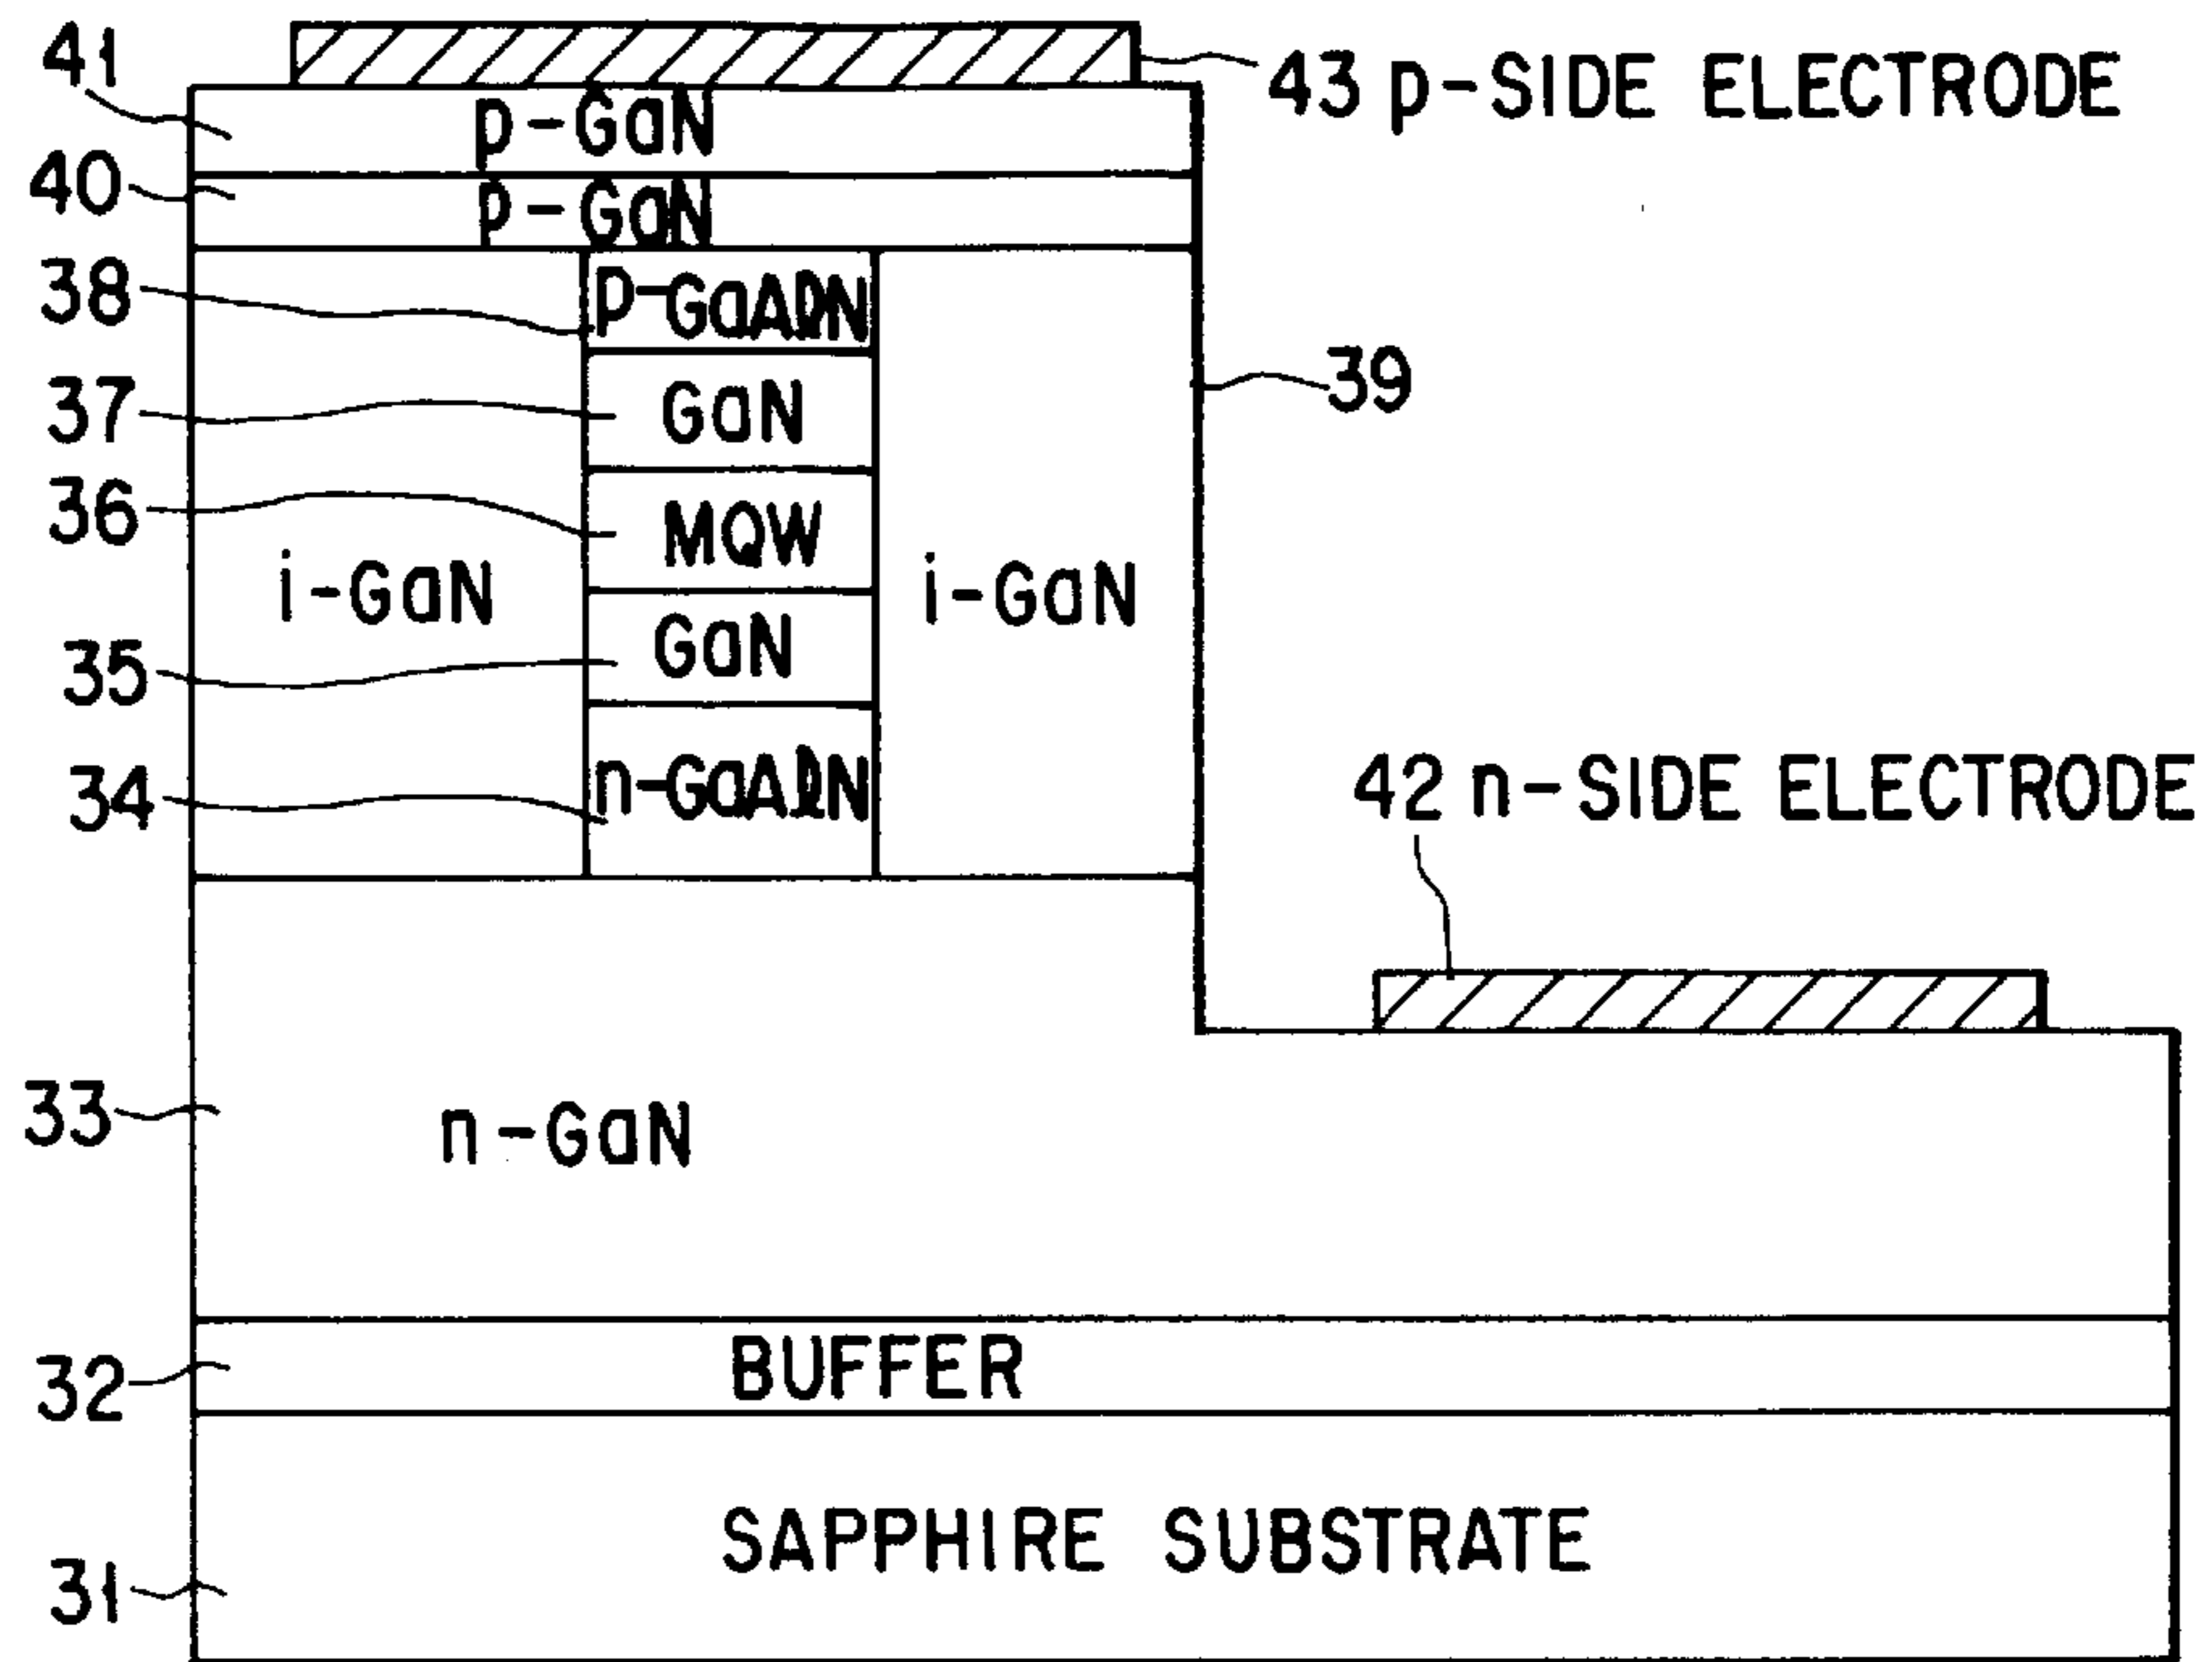 41
43 p-SIDE ELECTRODE
p-GaN
40
p-GaN
38
p-GaAlN
39
37
GaN
36
MQW
i-GaN
i-GaN
35
GaN
34
n-GaAlN
42 n-SIDE ELECTRODE
33
n-GaN
32
BUFFER
31
SAPPHIRE SUBSTRATE